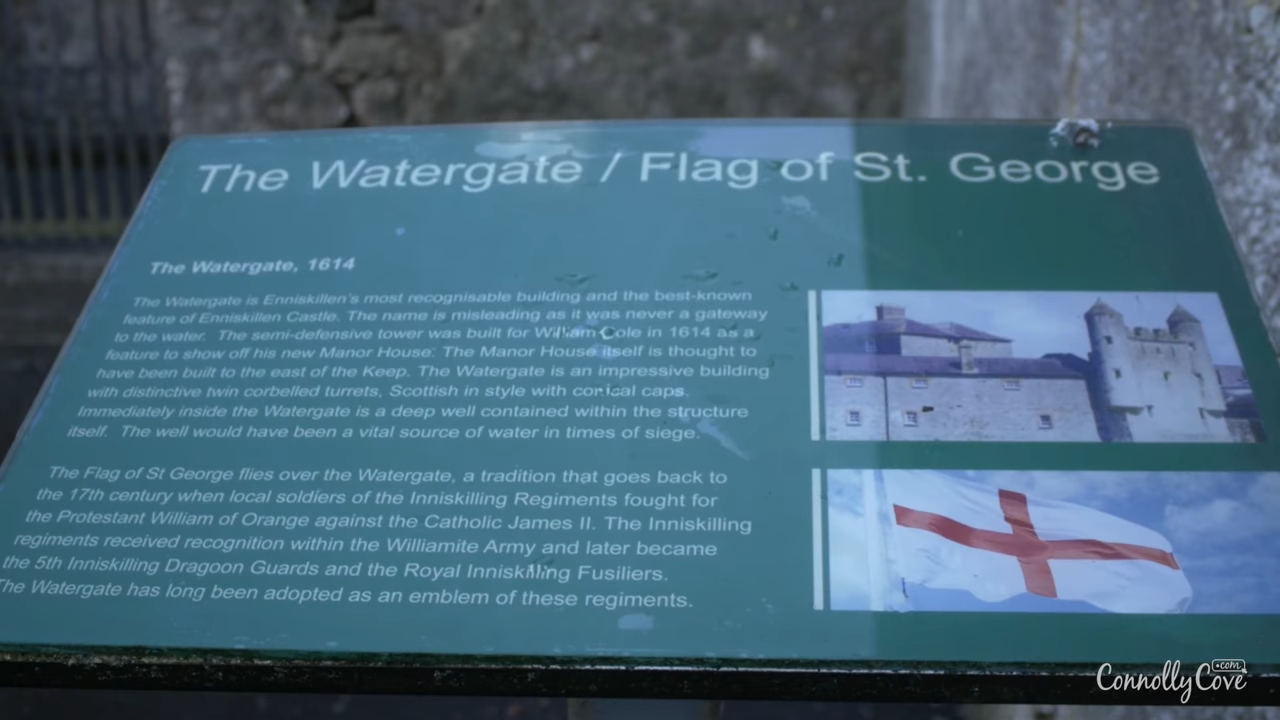 The Watergate / Flag of St. George
The Watergate, 1614
The Watergate is Enniskillen's most recognisable building and the best-known
feature of Enniskillen Castle. The name is misleading as it was never a gateway
to the water. The semi-defensive tower was built for William Cole in 1614 as a
feature to show off his new Manor House. The Manor House itself is thought to
have been built to the east of the Keep. The Watergate is an impressive building
with distinctive twin corbelled turrets, Scottish in style with conical caps.
Immediately inside the Watergate is a deep well contained within the structure
itself. The well would have been a vital source of water in times of siege.
The Flag of St George flies over the Watergate, a tradition that goes back to
the 17th century when local soldiers of the Inniskilling Regiments fought for
the Protestant William of Orange against the Catholic James II. The Inniskilling
regiments received recognition within the Williamite Army and later became
the 5th Inniskilling Dragoon Guards and the Royal Inniskilling Fusiliers.
The Watergate has long been adopted as an emblem of these regiments.
ConnollyCove.com